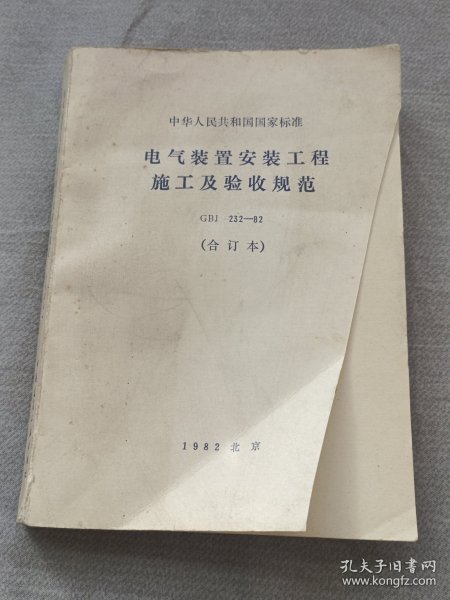 中华人民共和国国家标准
电气装置安装工程
施工及验收规范
GBJ 232—82
(合订本)
1982 北京
孔夫子旧书网
www.kongfz.com